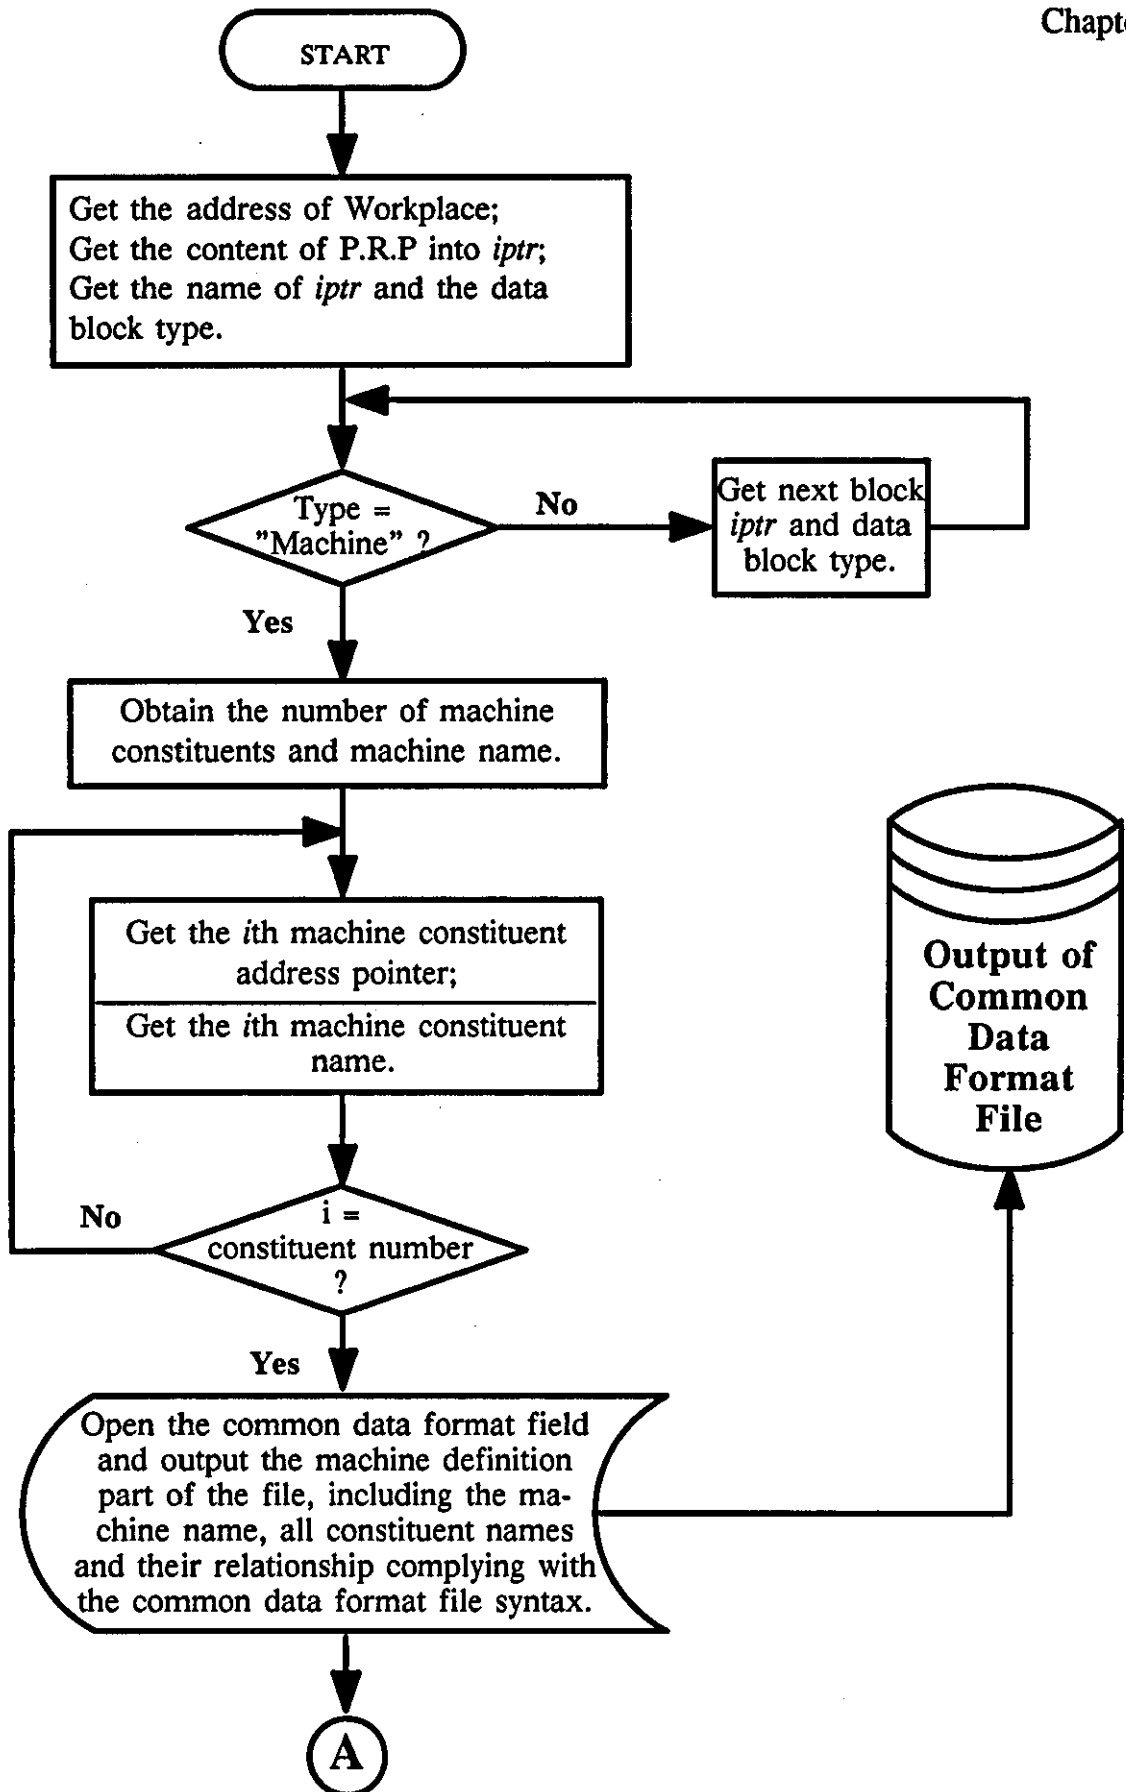 Chapte
START
Get the address of Workplace;
Get the content of P.R.P into iptr;
Get the name of iptr and the data
block type.
Type =
"Machine" ?
No
Get next block
iptr and data
block type.
Yes
Obtain the number of machine
constituents and machine name.
Get the ith machine constituent
address pointer;
Get the ith machine constituent
name.
Output of
Common
Data
Format
File
No
i =
constituent number
?
Yes
Open the common data format field
and output the machine definition
part of the file, including the ma-
chine name, all constituent names
and their relationship complying with
the common data format file syntax.
A